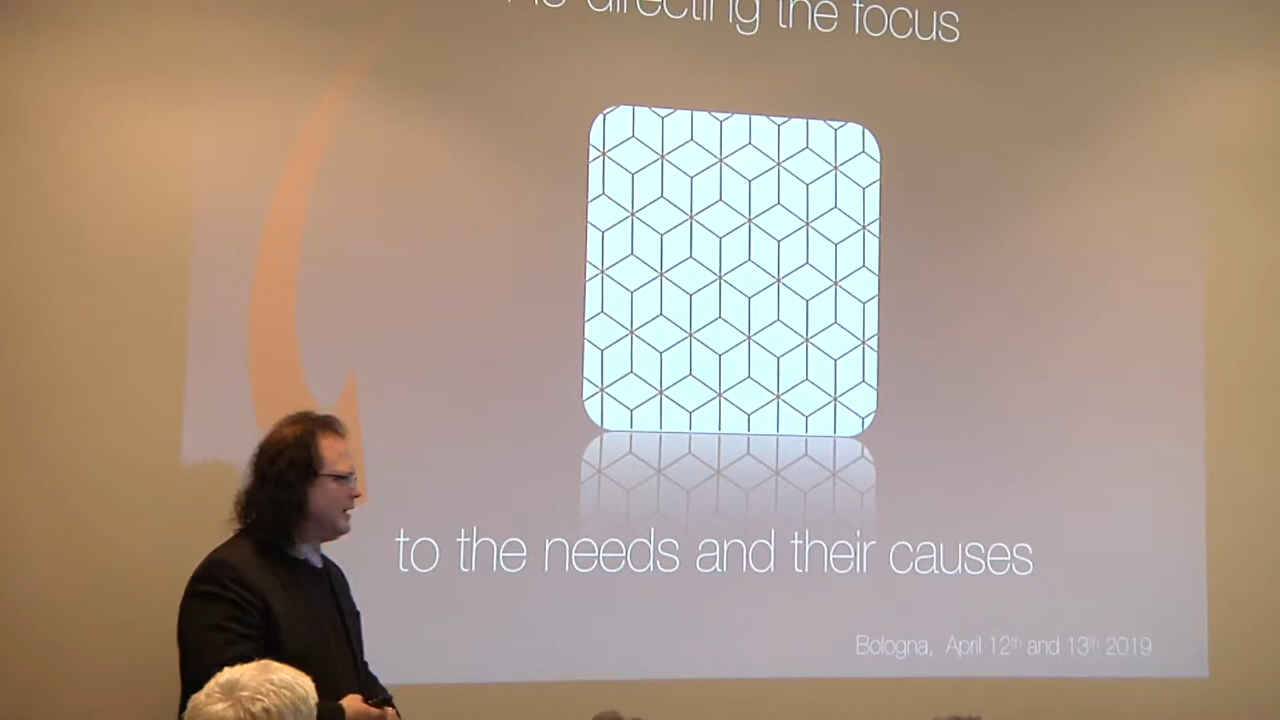 directing the focus
to the needs and their causes
Bologna, April 12th and 13th 2019